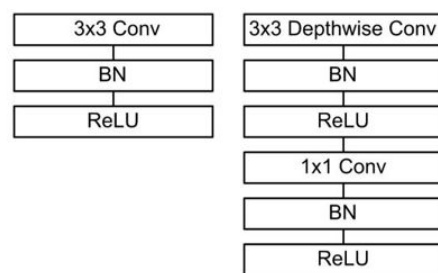 3x3 Conv
BN
ReLU
3x3 Depthwise Conv
BN
ReLU
1x1 Conv
BN
ReLU